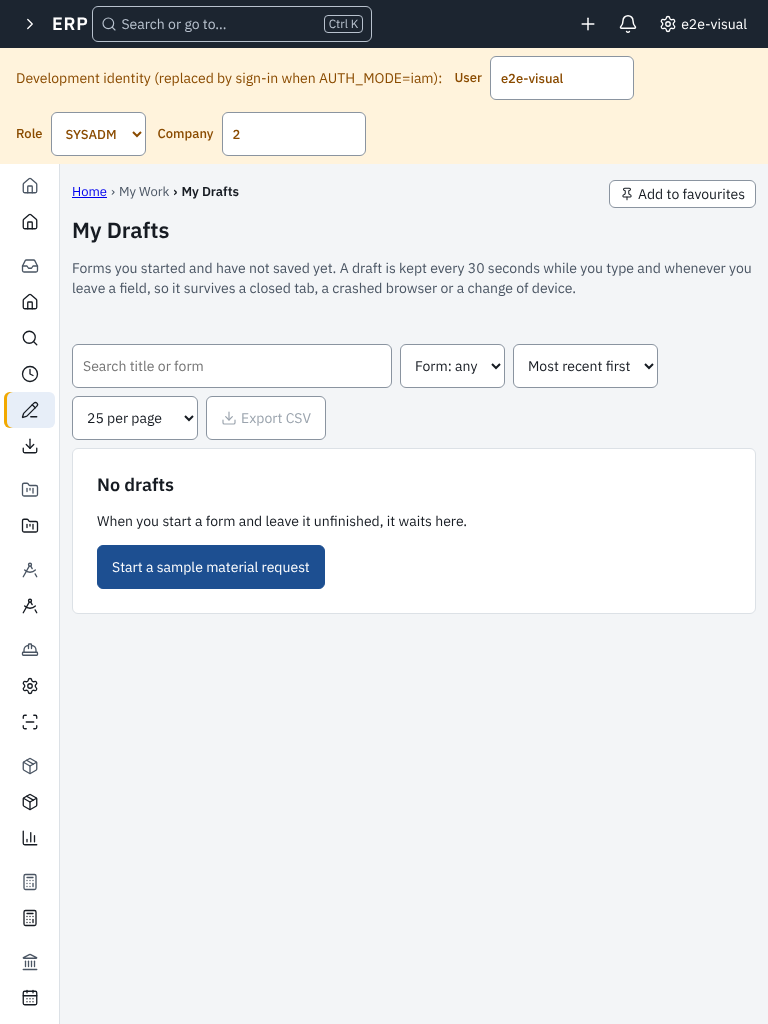 ERP Search or go to... Ctrl K e2e-visual
Development identity (replaced by sign-in when AUTH_MODE=iam): User e2e-visual
Role SYSADM Company 2
Home › My Work › My Drafts Add to favourites
My Drafts
Forms you started and have not saved yet. A draft is kept every 30 seconds while you type and whenever you
leave a field, so it survives a closed tab, a crashed browser or a change of device.
Search title or form Form: any Most recent first
25 per page Export CSV
No drafts
When you start a form and leave it unfinished, it waits here.
Start a sample material request